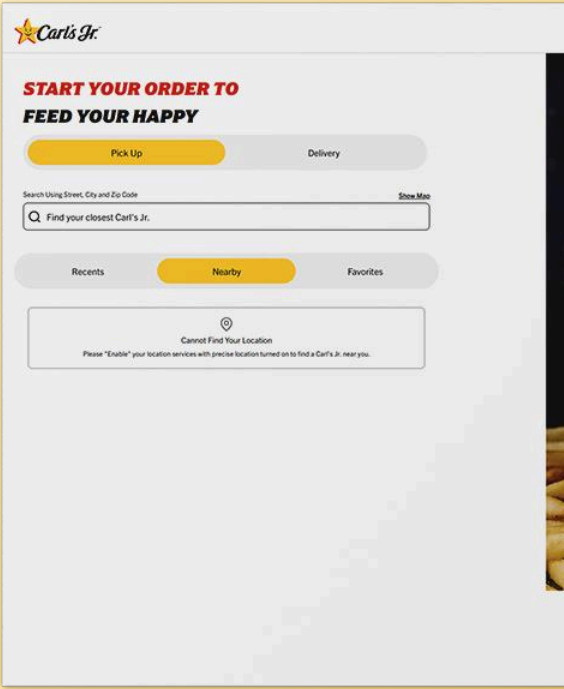 Carl's Jr.
START YOUR ORDER TO
FEED YOUR HAPPY
Pick Up
Delivery
Search Using Street, City and Zip Code
Show Map
Find your closest Carl's Jr.
Recents
Nearby
Favorites
Cannot Find Your Location
Please "Enable" your location services with precise location turned on to find a Carl's Jr. near you.